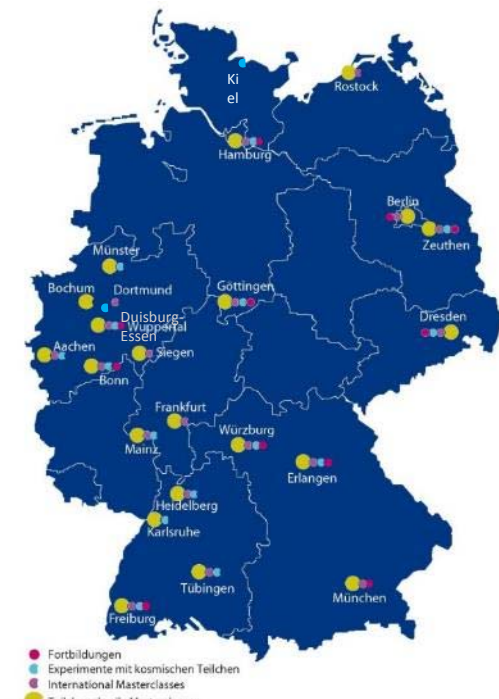 Ki
el
Rostock
Hamburg
Berlin
Zeuthen
Münster
Bochum
Dortmund
Göttingen
Duisburg-
Essen
Wuppertal
Dresden
Aachen
Siegen
Bonn
Frankfurt
Würzburg
Mainz
Erlangen
Heidelberg
Karlsruhe
Tübingen
München
Freiburg
Fortbildungen
Experimente mit kosmischen Teilchen
International Masterclasses